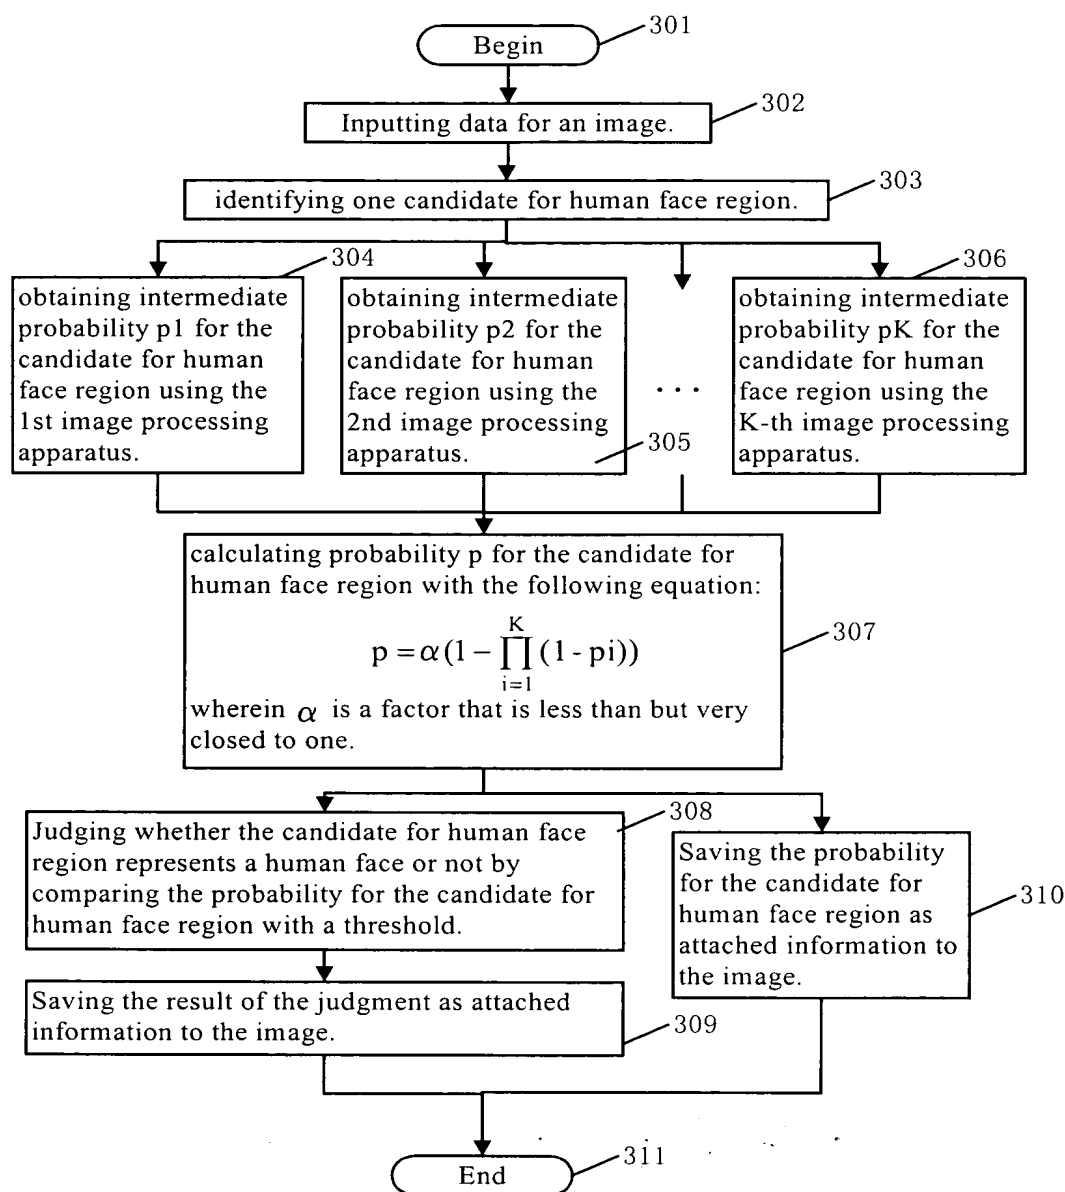 Begin
301
Inputting data for an image.
302
identifying one candidate for human face region.
303
304
obtaining intermediate
probability p1 for the
candidate for human
face region using the
1st image processing
apparatus.
obtaining intermediate
probability p2 for the
candidate for human
face region using the
2nd image processing
apparatus.
305
...
306
obtaining intermediate
probability pK for the
candidate for human
face region using the
K-th image processing
apparatus.
calculating probability p for the candidate for
human face region with the following equation:
p = α(1 − ∏_{i=1}^{K} (1 - pi))
307
wherein α is a factor that is less than but very
closed to one.
308
Judging whether the candidate for human face
region represents a human face or not by
comparing the probability for the candidate for
human face region with a threshold.
Saving the result of the judgment as attached
information to the image.
309
Saving the probability
for the candidate for
human face region as
attached information to
the image.
310
End
311